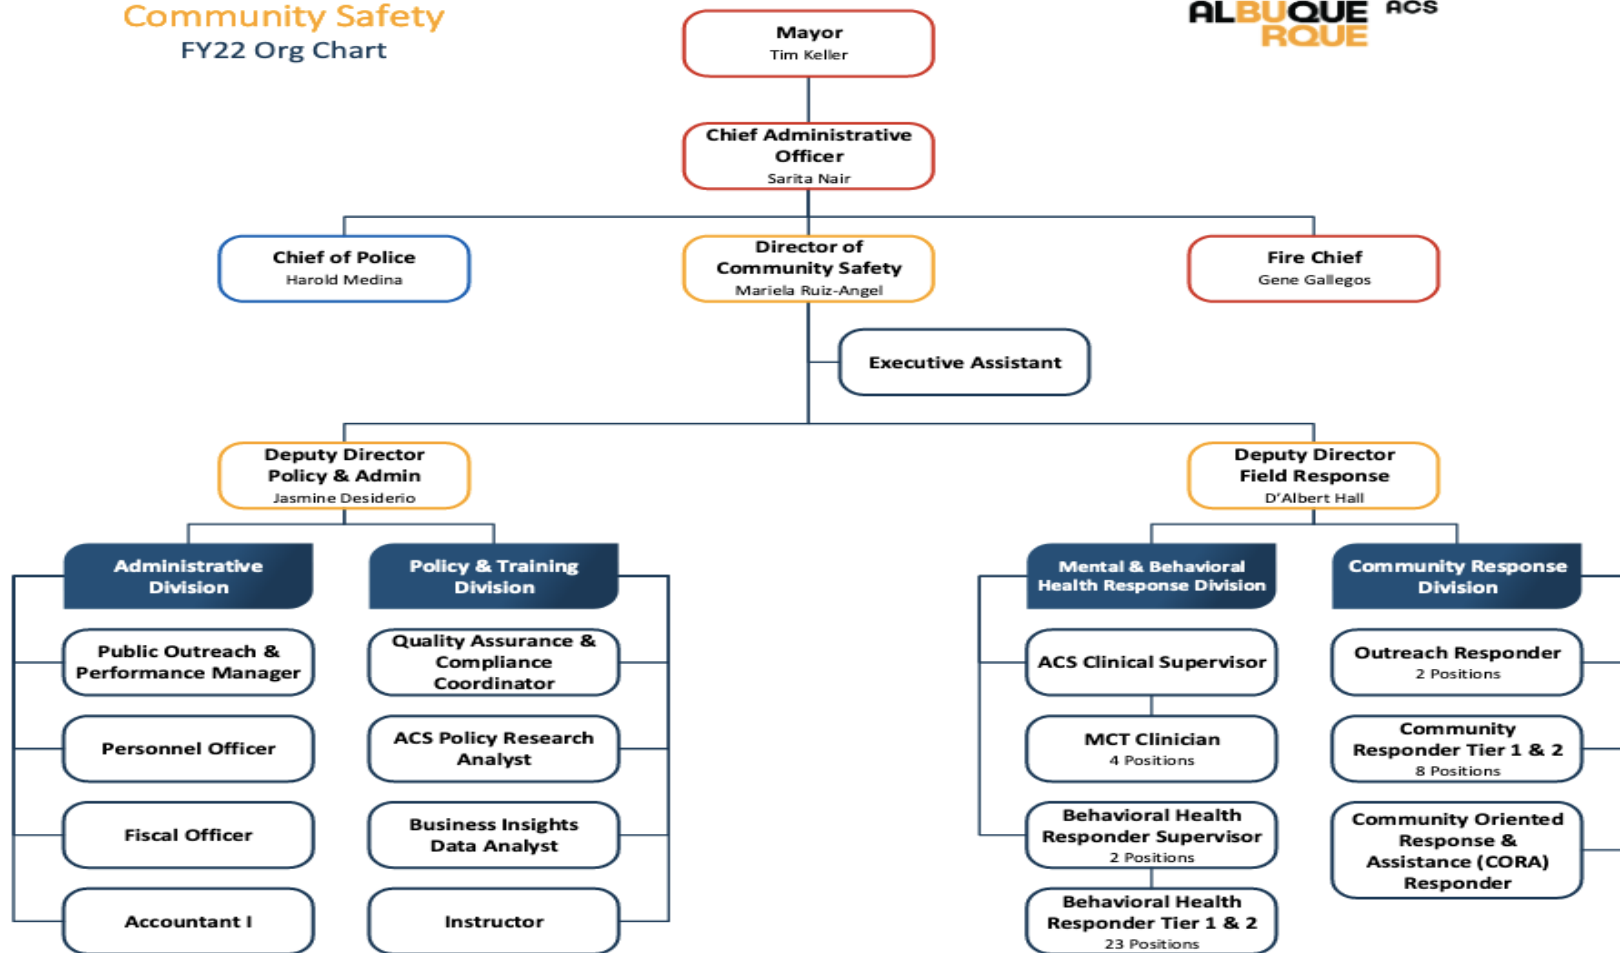 Community Safety
FY22 Org Chart
ALBUQUE
RQUE
ACS
Mayor
Tim Keller
Chief Administrative
Officer
Sarita Nair
Chief of Police
Harold Medina
Director of
Community Safety
Mariela Ruiz-Angel
Fire Chief
Gene Gallegos
Executive Assistant
Deputy Director
Policy & Admin
Jasmine Desiderio
Deputy Director
Field Response
D'Albert Hall
Administrative
Division
Public Outreach &
Performance Manager
Personnel Officer
Fiscal Officer
Accountant I
Policy & Training
Division
Quality Assurance &
Compliance
Coordinator
ACS Policy Research
Analyst
Business Insights
Data Analyst
Instructor
Mental & Behavioral
Health Response Division
ACS Clinical Supervisor
MCT Clinician
4 Positions
Behavioral Health
Responder Supervisor
2 Positions
Behavioral Health
Responder Tier 1 & 2
23 Positions
Community Response
Division
Outreach Responder
2 Positions
Community
Responder Tier 1 & 2
8 Positions
Community Oriented
Response &
Assistance (CORA)
Responder